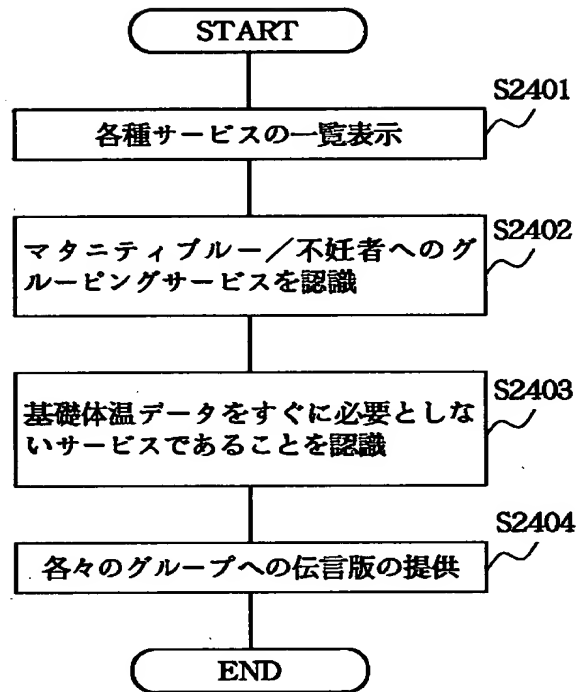 START
S2401
各種サービスの一覧表示
S2402
マタニティブルー／不妊者へのグ
ルーピングサービスを認識
S2403
基礎体温データをすぐに必要としな
いサービスであることを認識
S2404
各々のグループへの伝言版の提供
END